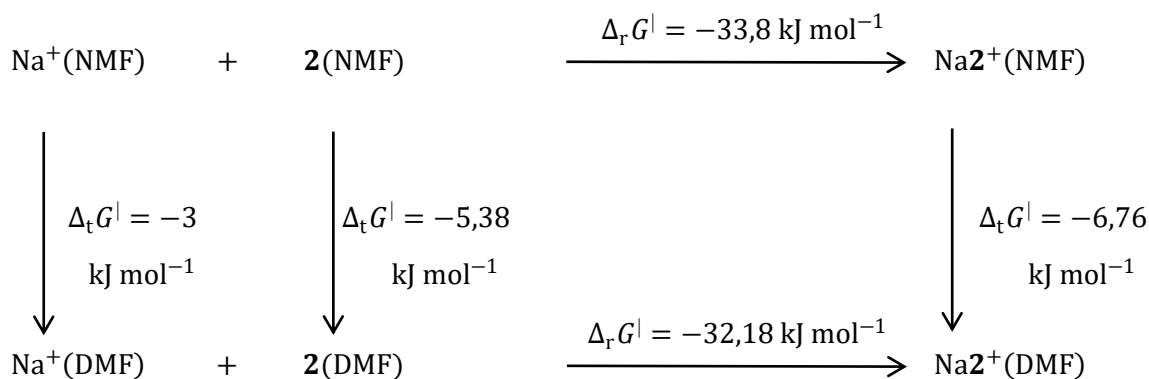 Δ_rG^| = −33,8 kJ mol⁻¹
Na⁺(NMF) + 2(NMF) Na2⁺(NMF)
Δ_tG^| = −3 Δ_tG^| = −5,38 Δ_tG^| = −6,76
kJ mol⁻¹ kJ mol⁻¹ kJ mol⁻¹
Δ_rG^| = −32,18 kJ mol⁻¹
Na⁺(DMF) + 2(DMF) Na2⁺(DMF)